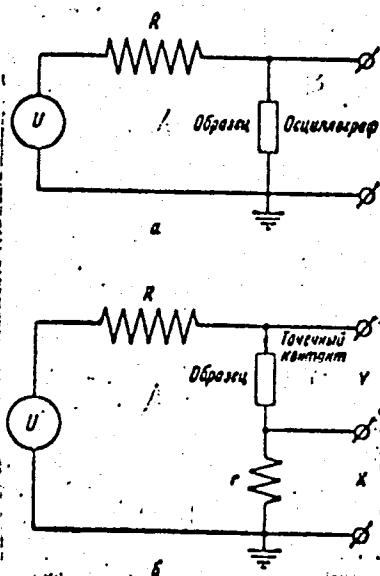 R
U
Образец
Осциллограф
а
R
Точечный
контакт
Образец
Y
U
r
X
б